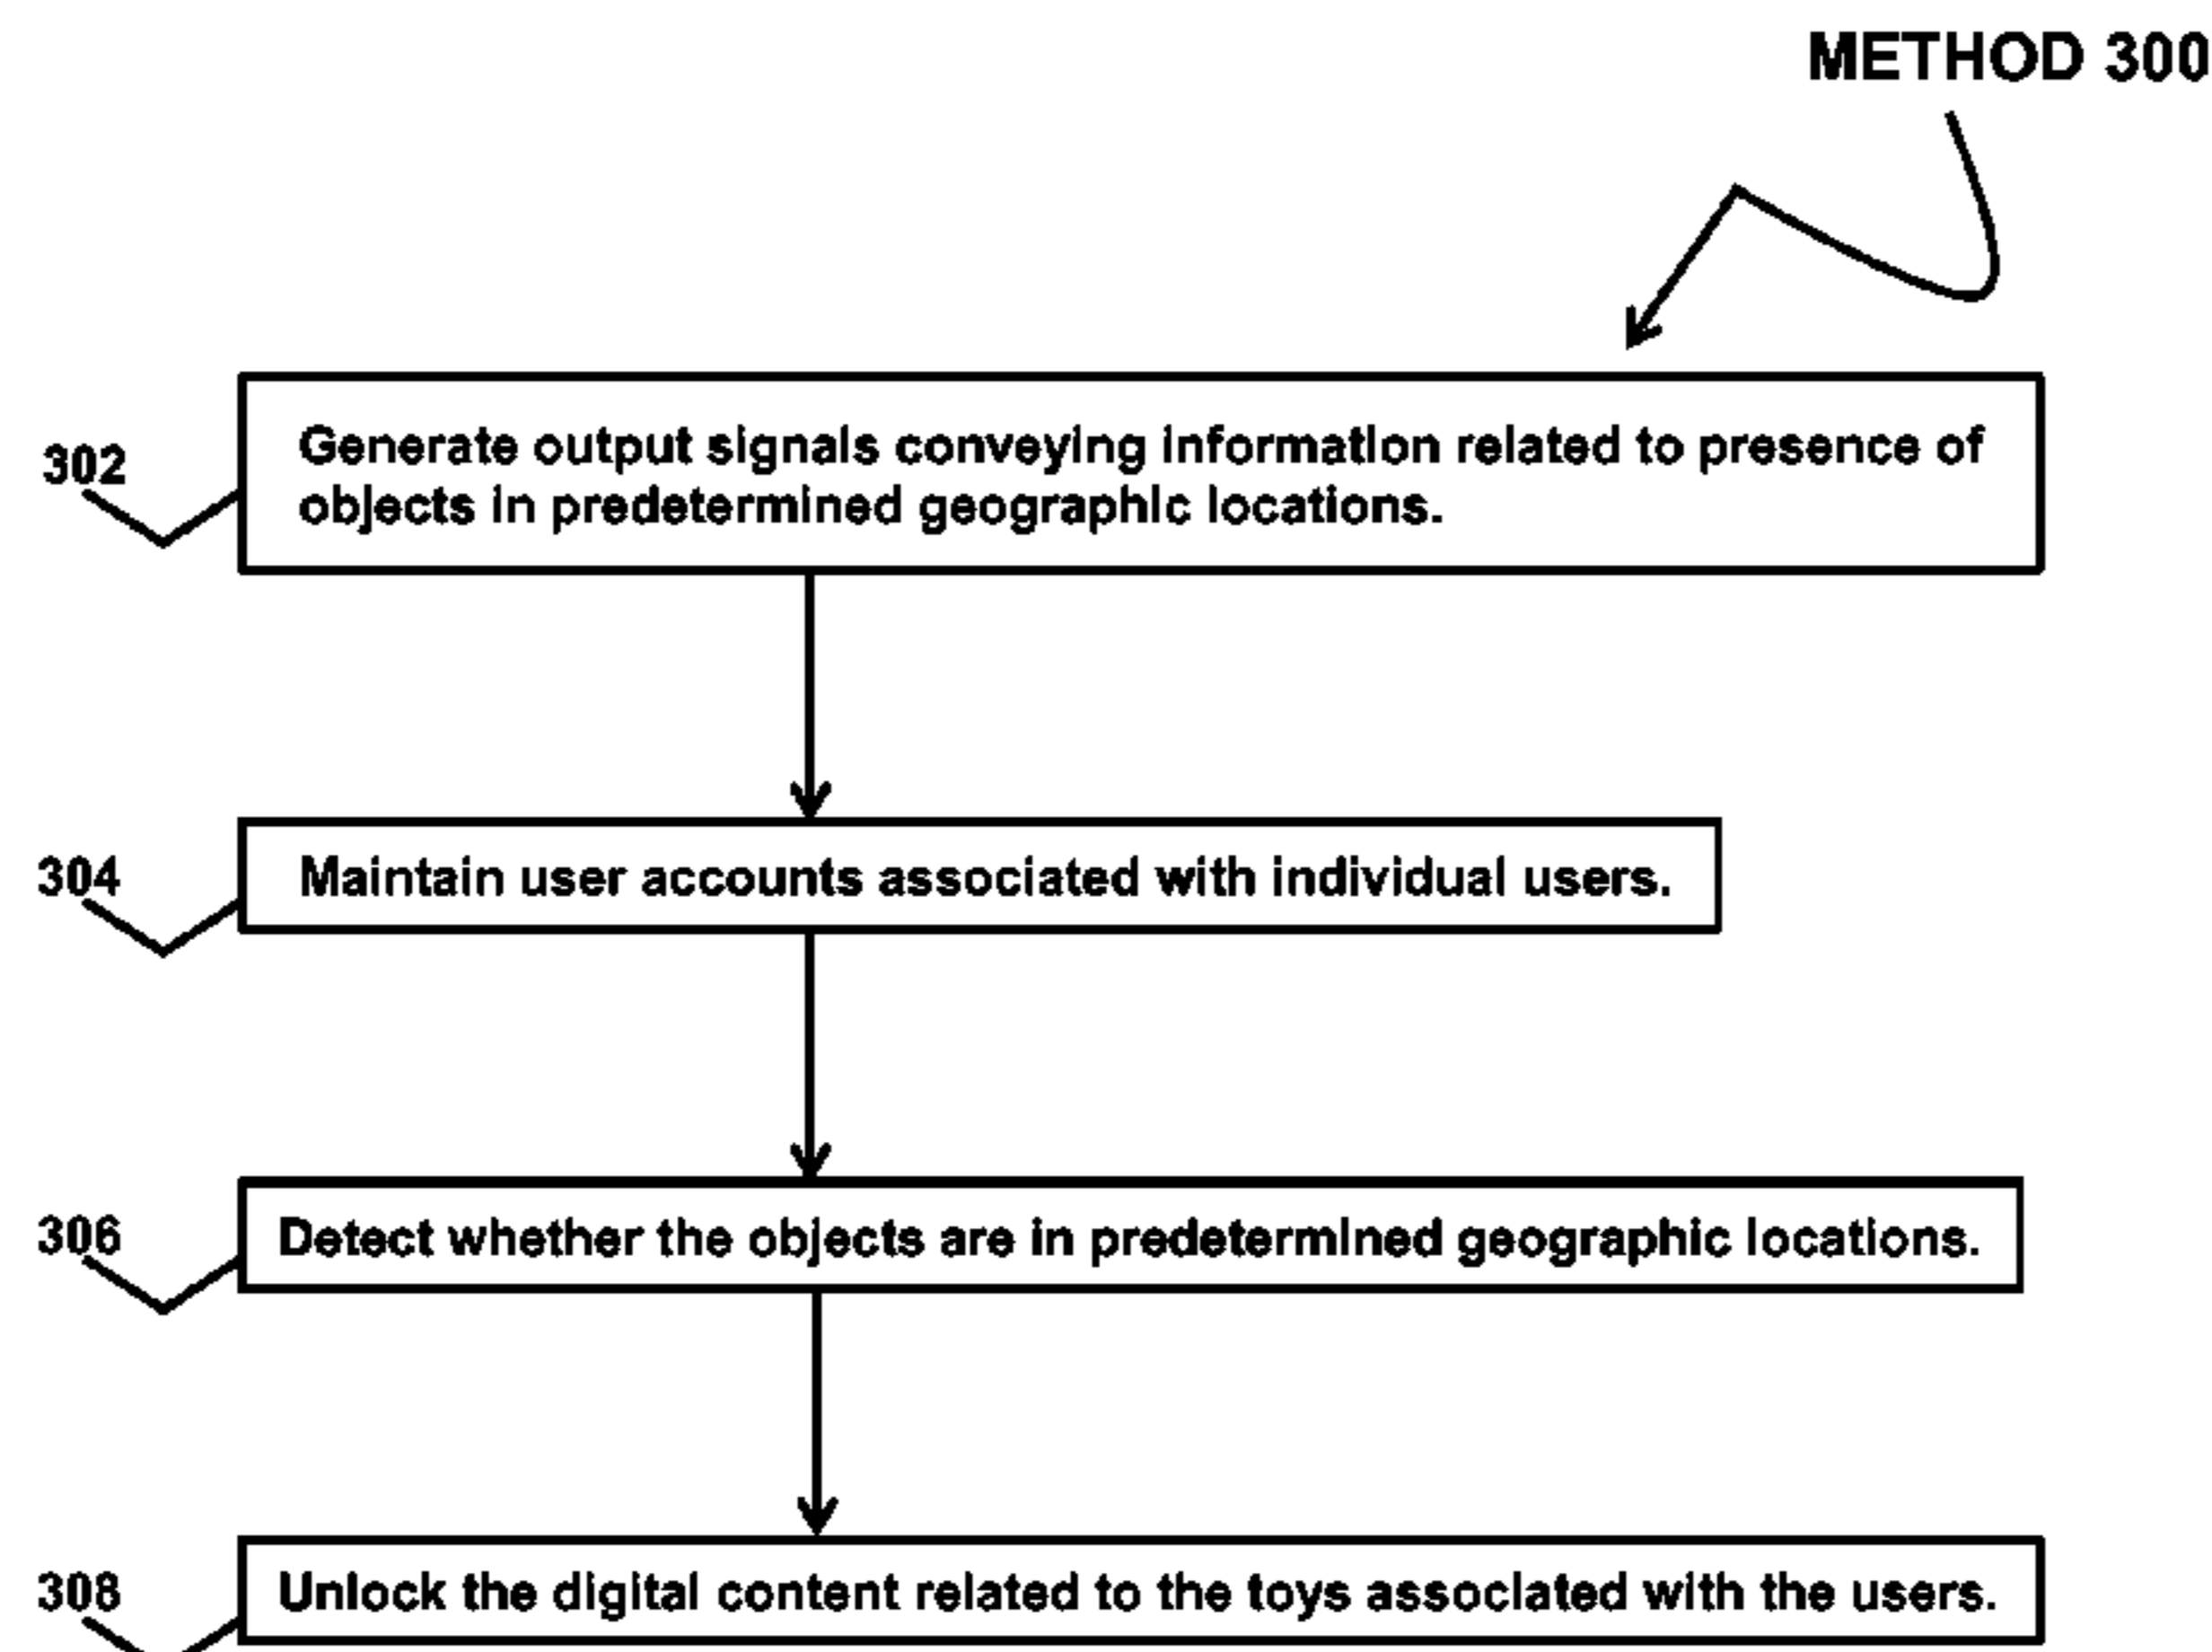 METHOD 300
302
Generate output signals conveying information related to presence of
objects in predetermined geographic locations.
304
Maintain user accounts associated with individual users.
306
Detect whether the objects are in predetermined geographic locations.
308
Unlock the digital content related to the toys associated with the users.